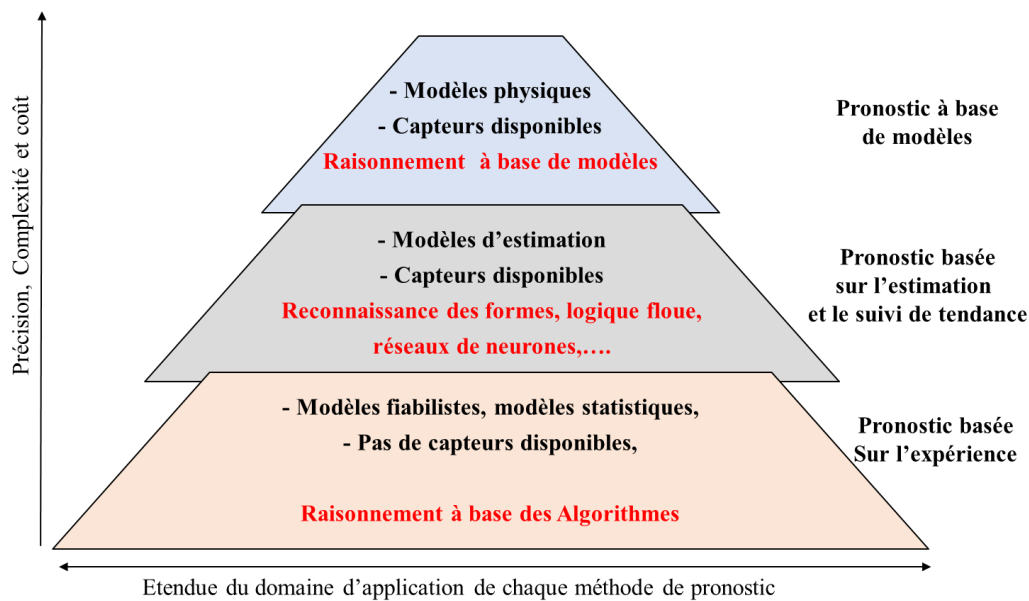 Précision, Complexité et coût
- Modèles physiques
- Capteurs disponibles
Raisonnement à base de modèles
Pronostic à base
de modèles
- Modèles d’estimation
- Capteurs disponibles
Reconnaissance des formes, logique floue,
réseaux de neurones,….
Pronostic basée
sur l’estimation
et le suivi de tendance
- Modèles fiabilistes, modèles statistiques,
- Pas de capteurs disponibles,
Raisonnement à base des Algorithmes
Pronostic basée
Sur l’expérience
Etendue du domaine d’application de chaque méthode de pronostic